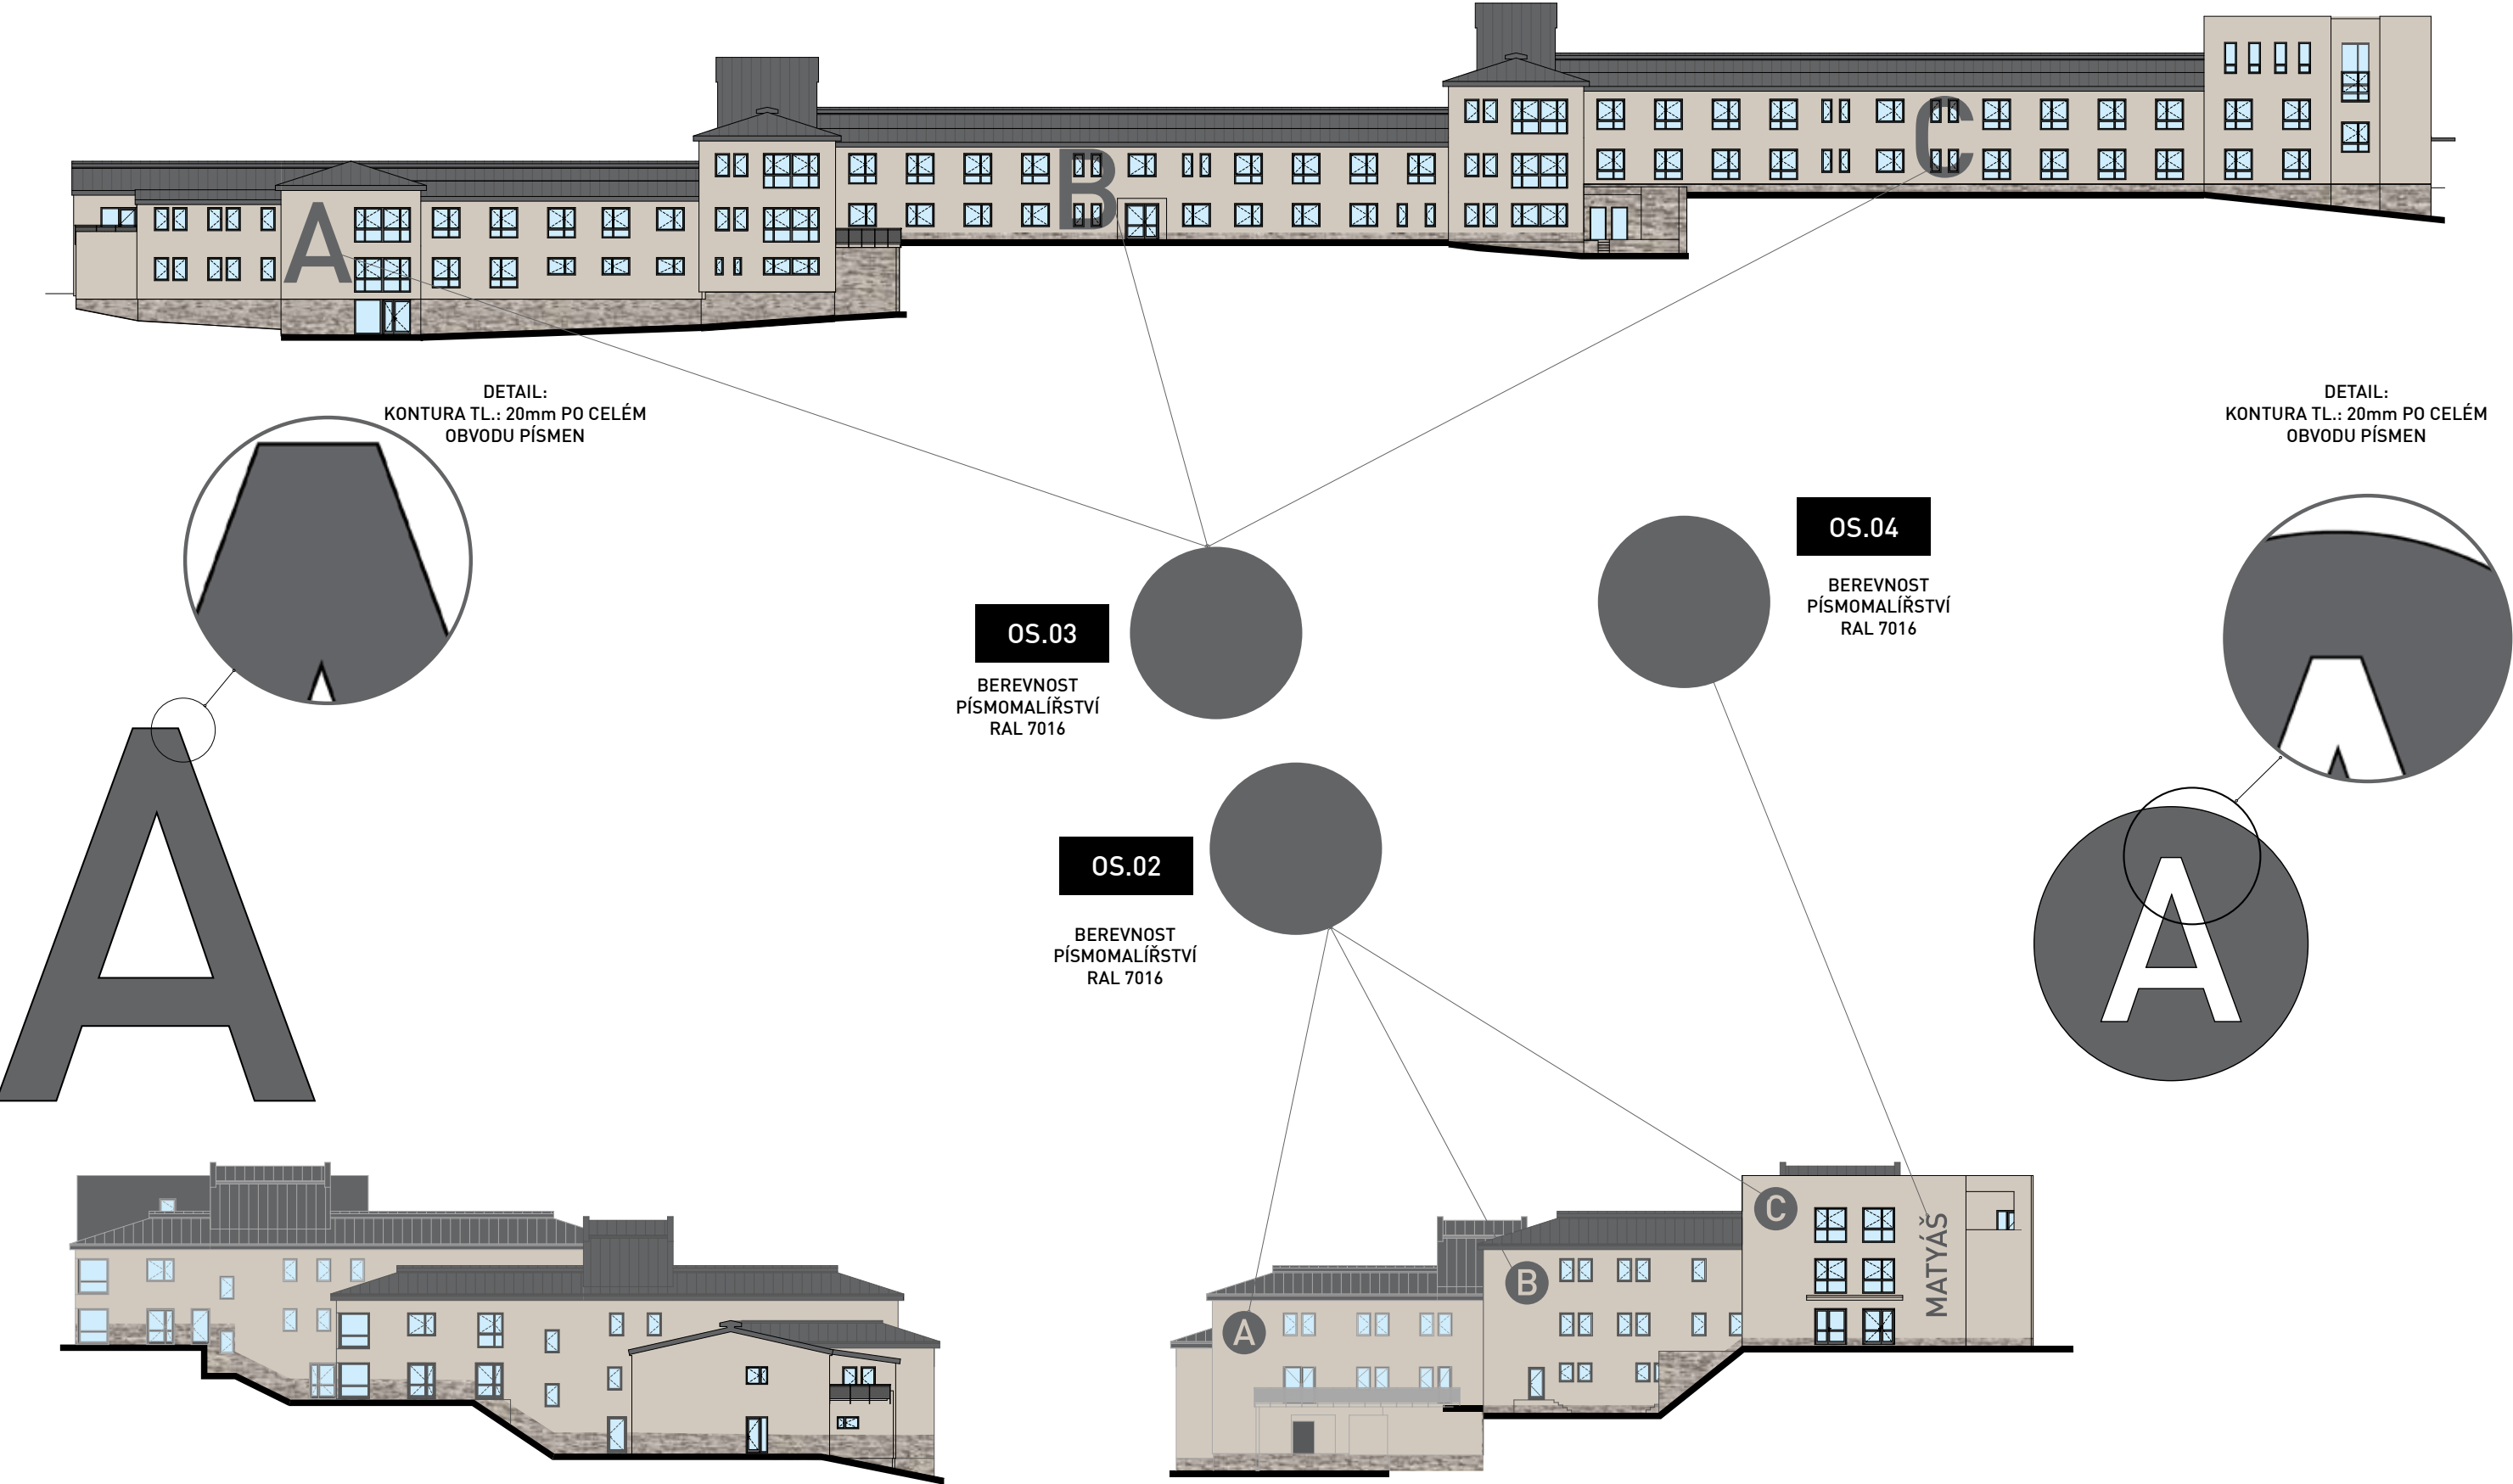 A
B
C
DETAIL:
KONTURA TL.: 20mm PO CELÉM
OBVODU PÍSMEN
DETAIL:
KONTURA TL.: 20mm PO CELÉM
OBVODU PÍSMEN
OS.04
BEREVNOST
PÍSMOMALÍŘSTVÍ
RAL 7016
OS.03
BEREVNOST
PÍSMOMALÍŘSTVÍ
RAL 7016
A
OS.02
BEREVNOST
PÍSMOMALÍŘSTVÍ
RAL 7016
A
A
B
C
MATYÁŠ